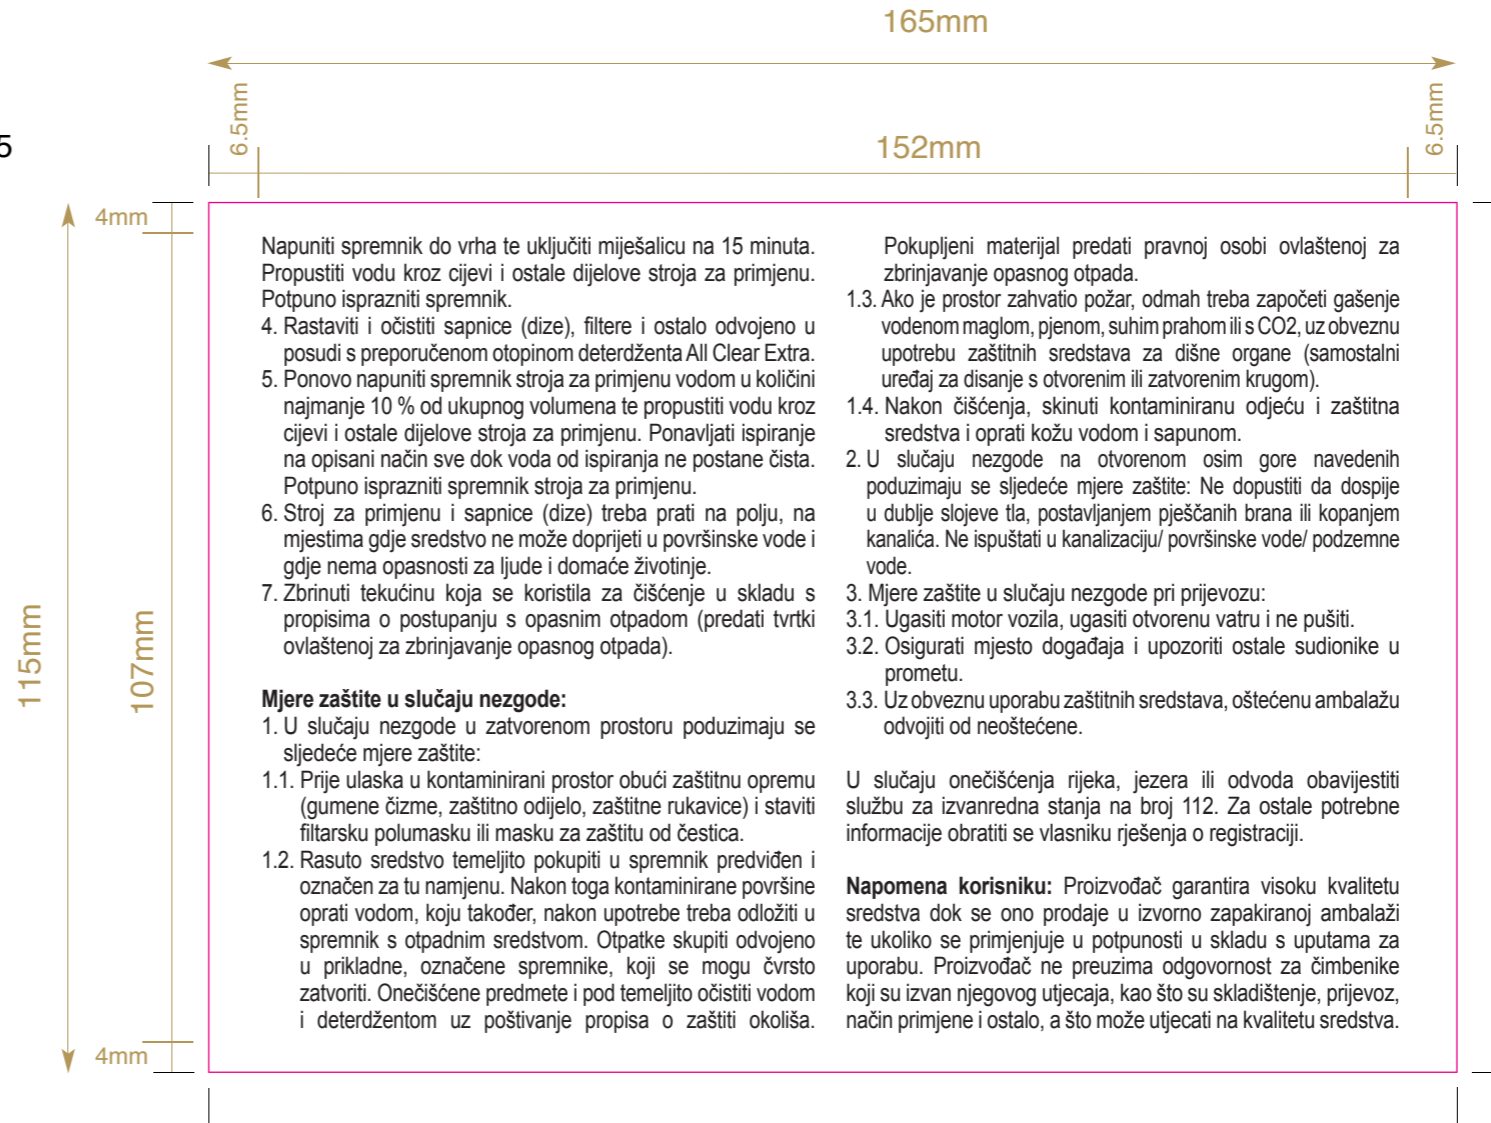 165mm
6.5mm
152mm
6.5mm
5
4mm
115mm
107mm
4mm
Napuniti spremnik do vrha te uključiti miješalicu na 15 minuta.
Propustiti vodu kroz cijevi i ostale dijelove stroja za primjenu.
Potpuno isprazniti spremnik.
4. Rastaviti i očistiti sapnice (dize), filtere i ostalo odvojeno u
posudi s preporučenom otopinom deterdženta All Clear Extra.
5. Ponovo napuniti spremnik stroja za primjenu vodom u količini
najmanje 10 % od ukupnog volumena te propustiti vodu kroz
cijevi i ostale dijelove stroja za primjenu. Ponavljati ispiranje
na opisani način sve dok voda od ispiranja ne postane čista.
Potpuno isprazniti spremnik stroja za primjenu.
6. Stroj za primjenu i sapnice (dize) treba prati na polju, na
mjestima gdje sredstvo ne može doprijeti u površinske vode i
gdje nema opasnosti za ljude i domaće životinje.
7. Zbrinuti tekućinu koja se koristila za čišćenje u skladu s
propisima o postupanju s opasnim otpadom (predati tvrtki
ovlaštenoj za zbrinjavanje opasnog otpada).
Mjere zaštite u slučaju nezgode:
1. U slučaju nezgode u zatvorenom prostoru poduzimaju se
sljedeće mjere zaštite:
1.1. Prije ulaska u kontaminirani prostor obući zaštitnu opremu
(gumene čizme, zaštitno odijelo, zaštitne rukavice) i staviti
filtarsku polumasku ili masku za zaštitu od čestica.
1.2. Rasuto sredstvo temeljito pokupiti u spremnik predviđen i
označen za tu namjenu. Nakon toga kontaminirane površine
oprati vodom, koju također, nakon upotrebe treba odložiti u
spremnik s otpadnim sredstvom. Otpatke skupiti odvojeno
u prikladne, označene spremnike, koji se mogu čvrsto
zatvoriti. Onečišćene predmete i pod temeljito očistiti vodom
i deterdžentom uz poštivanje propisa o zaštiti okoliša.
Pokupljeni materijal predati pravnoj osobi ovlaštenoj za
zbrinjavanje opasnog otpada.
1.3. Ako je prostor zahvatio požar, odmah treba započeti gašenje
vodenom maglom, pjenom, suhim prahom ili s CO2, uz obveznu
upotrebu zaštitnih sredstava za dišne organe (samostalni
uređaj za disanje s otvorenim ili zatvorenim krugom).
1.4. Nakon čišćenja, skinuti kontaminiranu odjeću i zaštitna
sredstva i oprati kožu vodom i sapunom.
2. U slučaju nezgode na otvorenom osim gore navedenih
poduzimaju se sljedeće mjere zaštite: Ne dopustiti da dospije
u dublje slojeve tla, postavljanjem pješčanih brana ili kopanjem
kanalića. Ne ispuštati u kanalizaciju/ površinske vode/ podzemne
vode.
3. Mjere zaštite u slučaju nezgode pri prijevozu:
3.1. Ugasiti motor vozila, ugasiti otvorenu vatru i ne pušiti.
3.2. Osigurati mjesto događaja i upozoriti ostale sudionike u
prometu.
3.3. Uz obveznu uporabu zaštitnih sredstava, oštećenu ambalažu
odvojiti od neoštećene.
U slučaju onečišćenja rijeka, jezera ili odvoda obavijestiti
službu za izvanredna stanja na broj 112. Za ostale potrebne
informacije obratiti se vlasniku rješenja o registraciji.
Napomena korisniku: Proizvođač garantira visoku kvalitetu
sredstva dok se ono prodaje u izvorno zapakiranoj ambalaži
te ukoliko se primjenjuje u potpunosti u skladu s uputama za
uporabu. Proizvođač ne preuzima odgovornost za čimbenike
koji su izvan njegovog utjecaja, kao što su skladištenje, prijevoz,
način primjene i ostalo, a što može utjecati na kvalitetu sredstva.